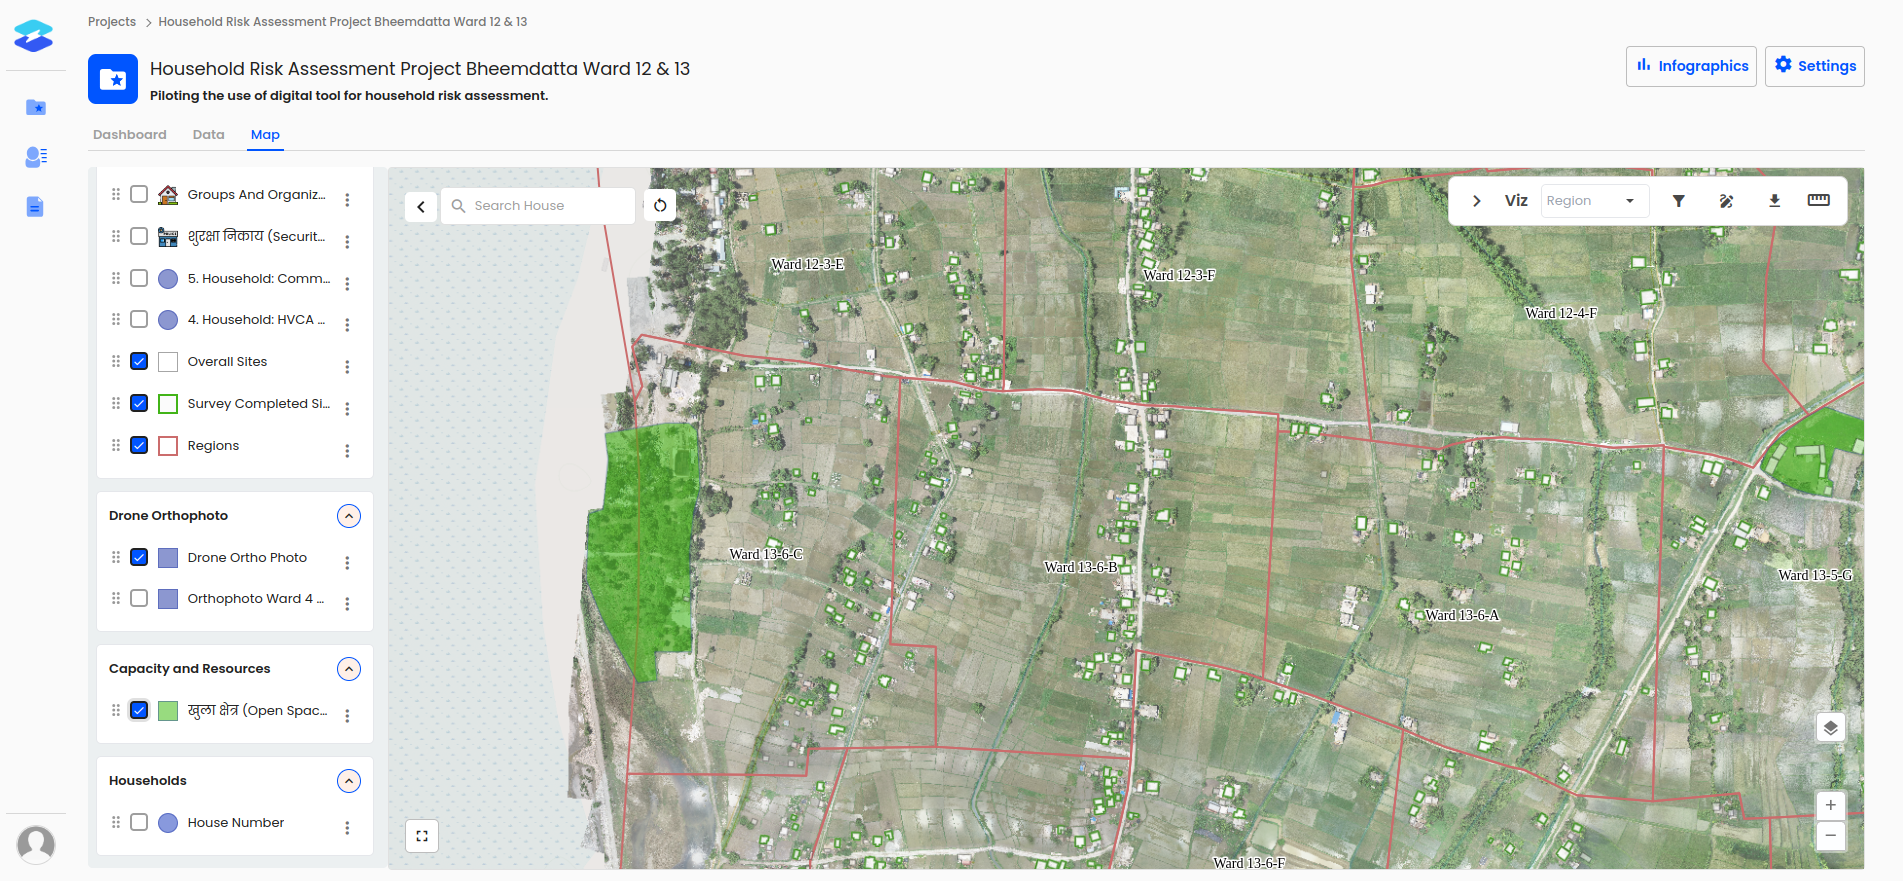 Projects > Household Risk Assessment Project Bheemdatta Ward 12 & 13
Household Risk Assessment Project Bheemdatta Ward 12 & 13
Piloting the use of digital tool for household risk assessment.
Infographics
Settings
Dashboard
Data
Map
Groups And Organiz...
शुरक्षा निकाय (Securit...
5. Household: Comm...
4. Household: HVCA ...
Overall Sites
Survey Completed Si...
Regions
Drone Orthophoto
Drone Ortho Photo
Orthophoto Ward 4 ...
Capacity and Resources
खुला क्षेत्र (Open Spac...
Households
House Number
Search House
Viz
Region
Ward 12-3-E
Ward 12-3-F
Ward 12-4-F
Ward 13-6-C
Ward 13-6-B
Ward 13-5-G
Ward 13-6-A
Ward 13-6-F